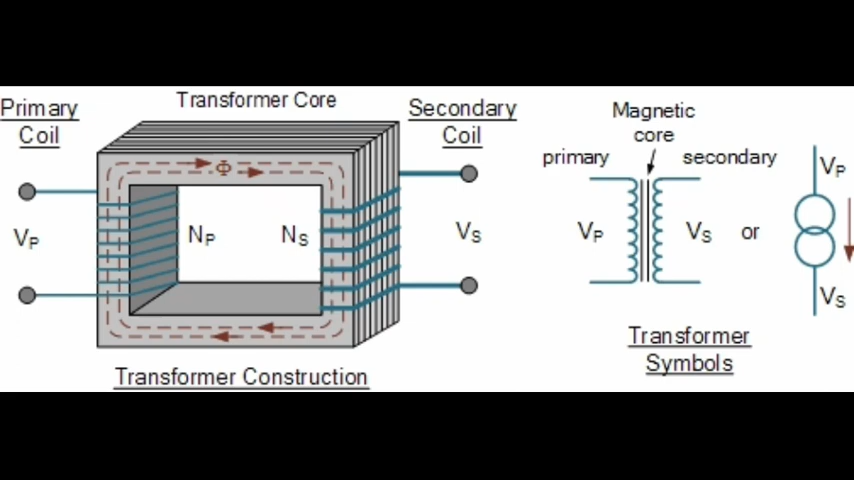 Primary
Coil
Transformer Core
Secondary
Coil
Φ
VP
NP
NS
VS
Transformer Construction
Magnetic
core
primary
secondary
VP
VS
or
VP
VS
Transformer
Symbols